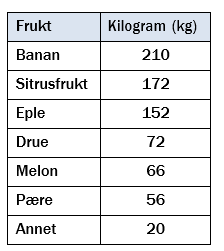 Frukt Kilogram (kg)
Banan 210
Sitrusfrukt 172
Eple 152
Drue 72
Melon 66
Pære 56
Annet 20